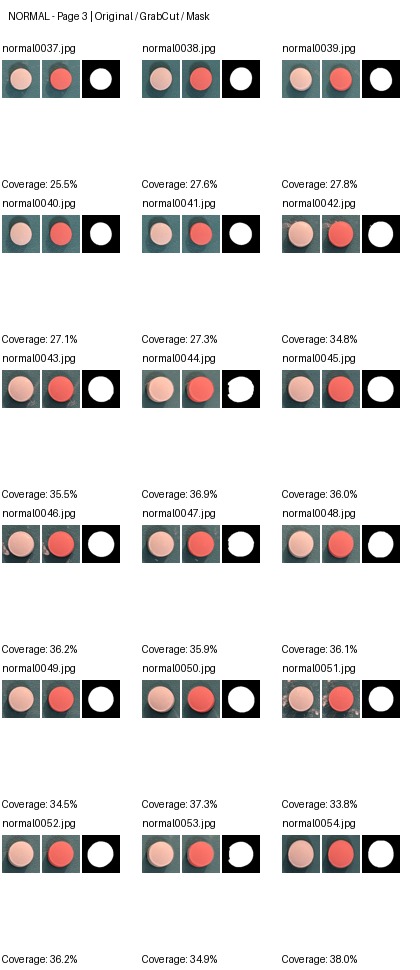 NORMAL - Page 3 | Original / GrabCut / Mask
normal0037.jpg normal0038.jpg normal0039.jpg
Coverage: 25.5% Coverage: 27.6% Coverage: 27.8%
normal0040.jpg normal0041.jpg normal0042.jpg
Coverage: 27.1% Coverage: 27.3% Coverage: 34.8%
normal0043.jpg normal0044.jpg normal0045.jpg
Coverage: 35.5% Coverage: 36.9% Coverage: 36.0%
normal0046.jpg normal0047.jpg normal0048.jpg
Coverage: 36.2% Coverage: 35.9% Coverage: 36.1%
normal0049.jpg normal0050.jpg normal0051.jpg
Coverage: 34.5% Coverage: 37.3% Coverage: 33.8%
normal0052.jpg normal0053.jpg normal0054.jpg
Coverage: 36.2% Coverage: 34.9% Coverage: 38.0%